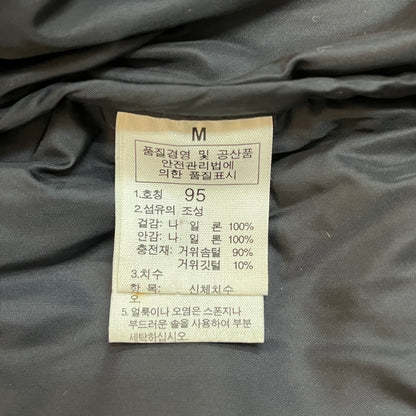 M
품질경영 및 공산품
안전관리법에
의한 품질표시
1.호칭 95
2.섬유의 조성
겉감: 나 일 론 100%
안감: 나 일 론 100%
충전재: 거위솜털 90%
거위깃털 10%
3.치수
항 목: 신체치수
5. 얼룩이나 오염은 스폰지나
부드러운 솔을 사용하여 부분
세탁하십시오